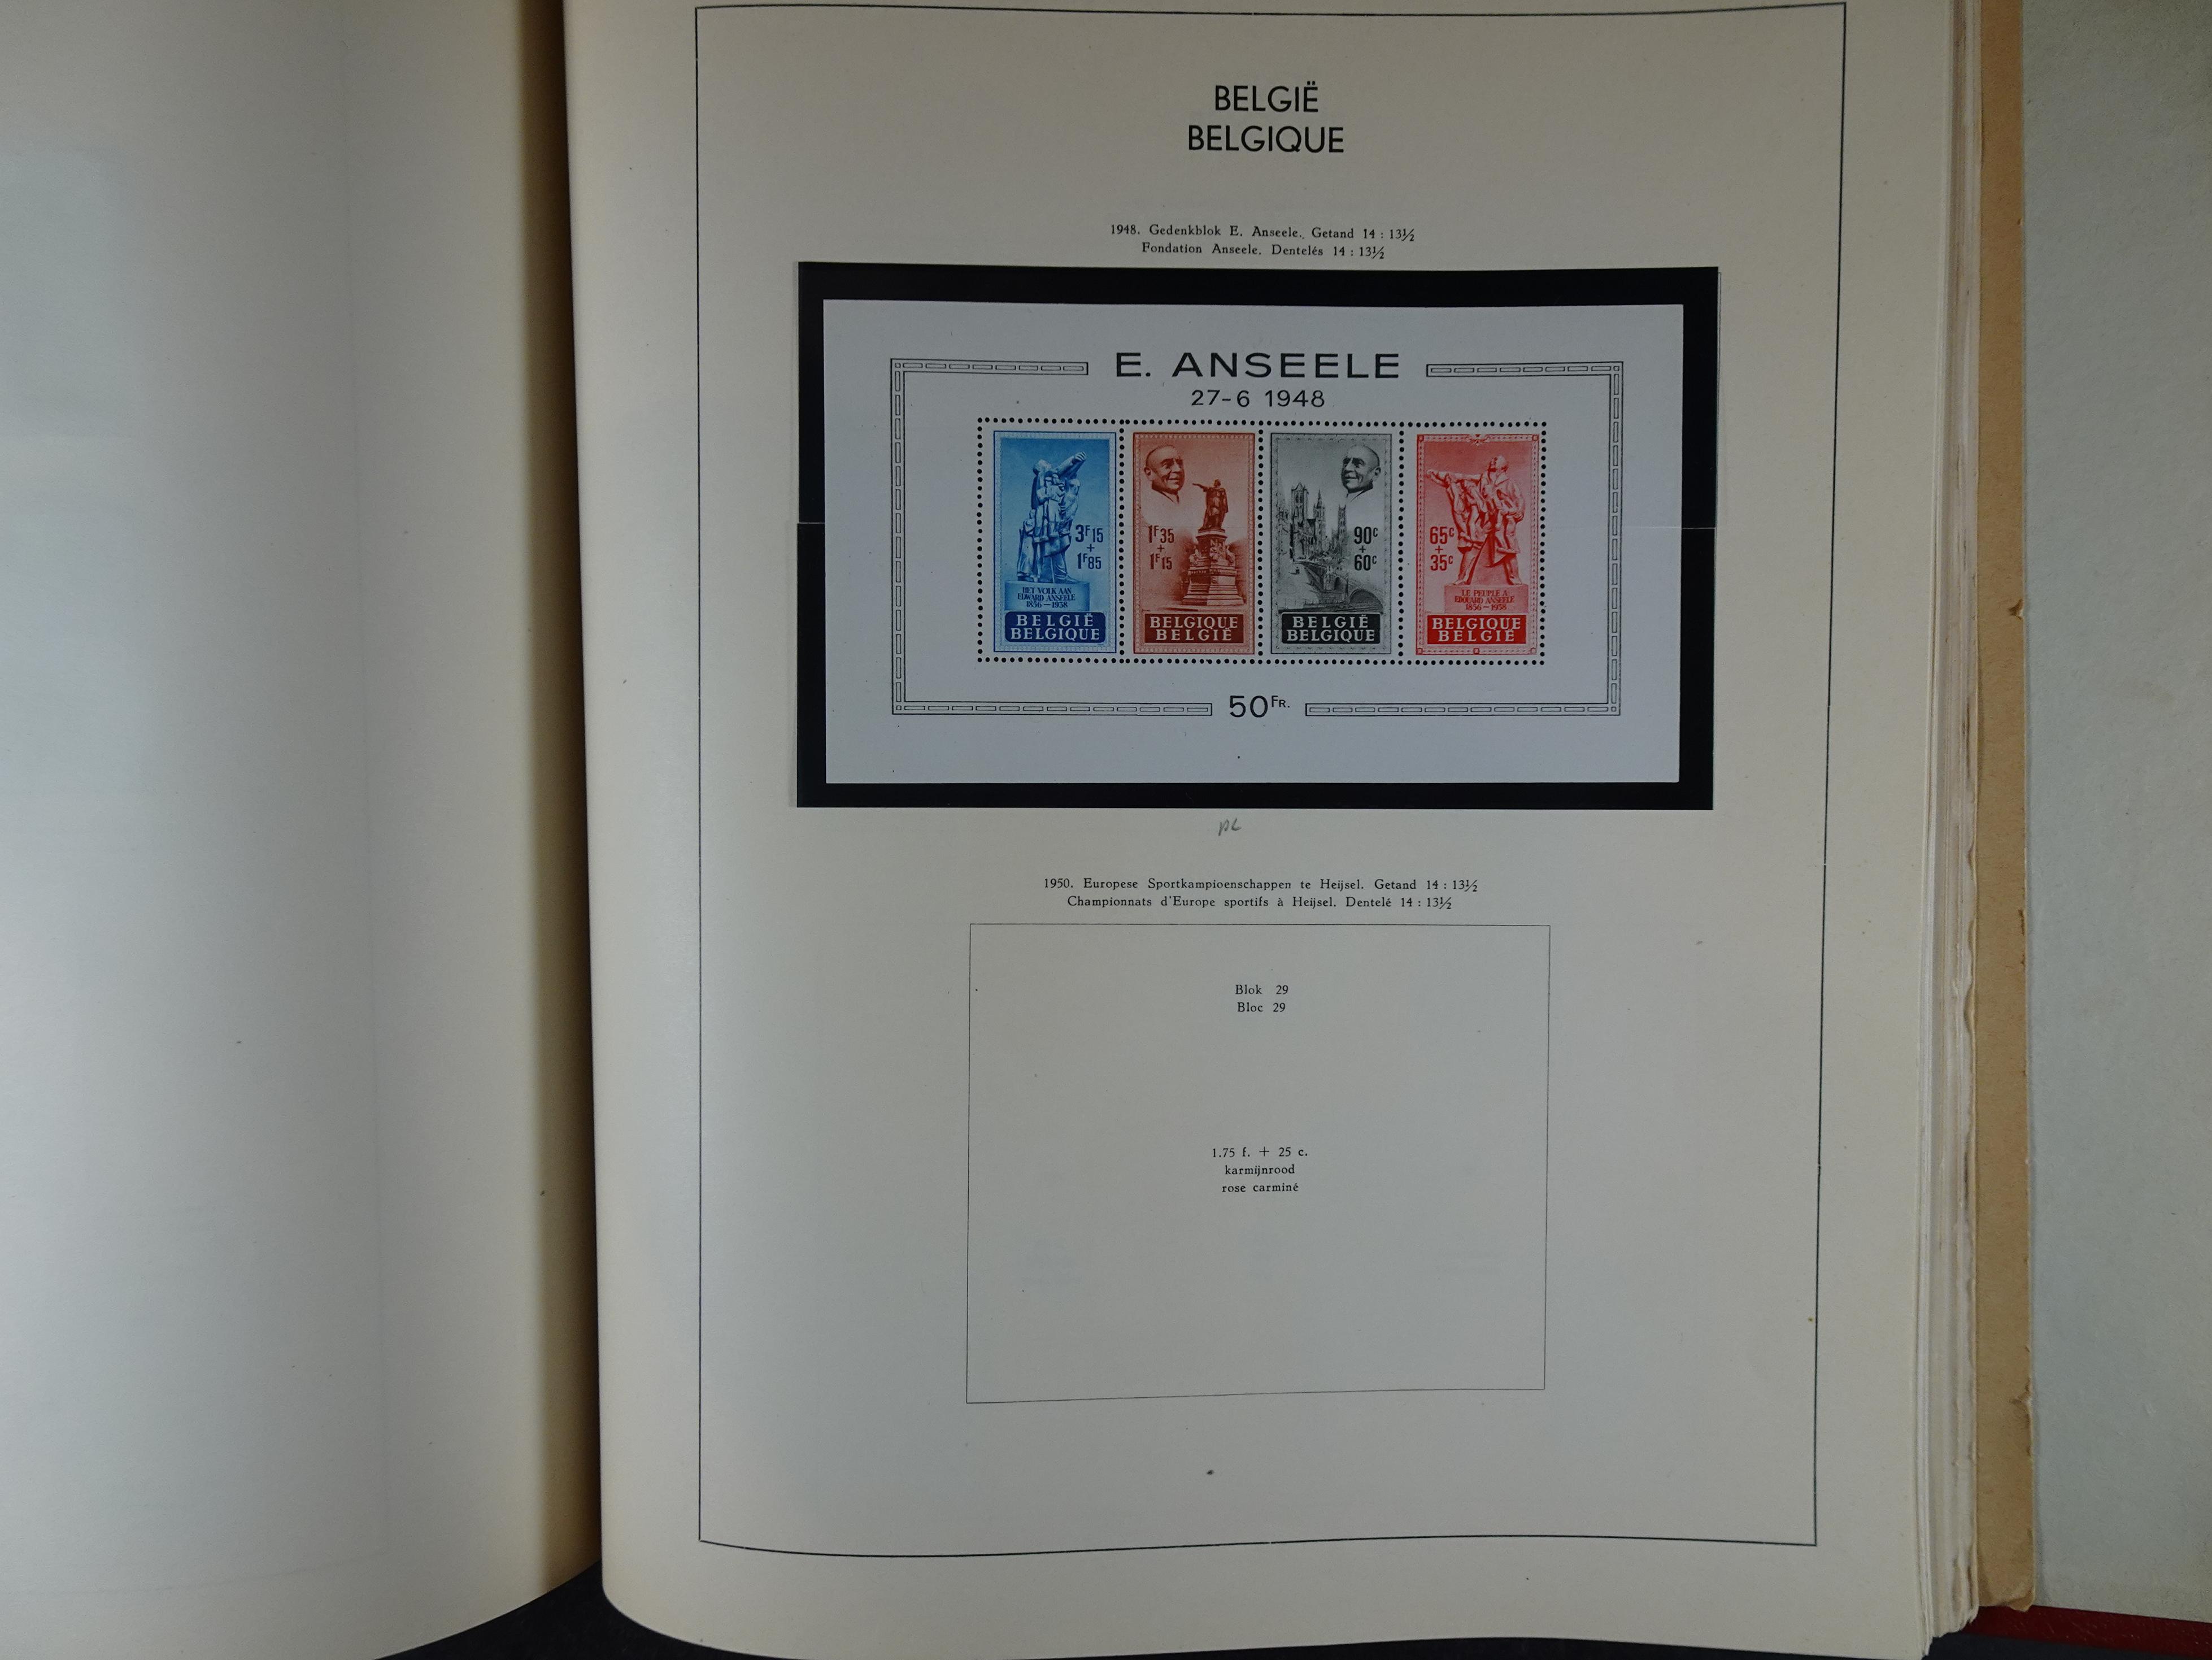 BELGIË
BELGIQUE
1948. Gedenkblok E. Anseele. Getand 14 : 13½
Fondation Anseele. Dentelés 14 : 13½
E. ANSEELE
27-6 1948
3F15
+
1F85
HET VOLK AAN
EDWARD ANSEELE
1856 – 1938
BELGIË
BELGIQUE
1F35
+
1F15
BELGIQUE
BELGIË
90c
+
60c
BELGIË
BELGIQUE
65c
+
35c
LE PEUPLE A
EDOUARD ANSEELE
1856 – 1938
BELGIQUE
BELGIË
50FR.
1950. Europese Sportkampioenschappen te Heijsel. Getand 14 : 13½
Championnats d'Europe sportifs à Heijsel. Dentelé 14 : 13½
Blok 29
Bloc 29
1.75 f. + 25 c.
karmijnrood
rose carminé